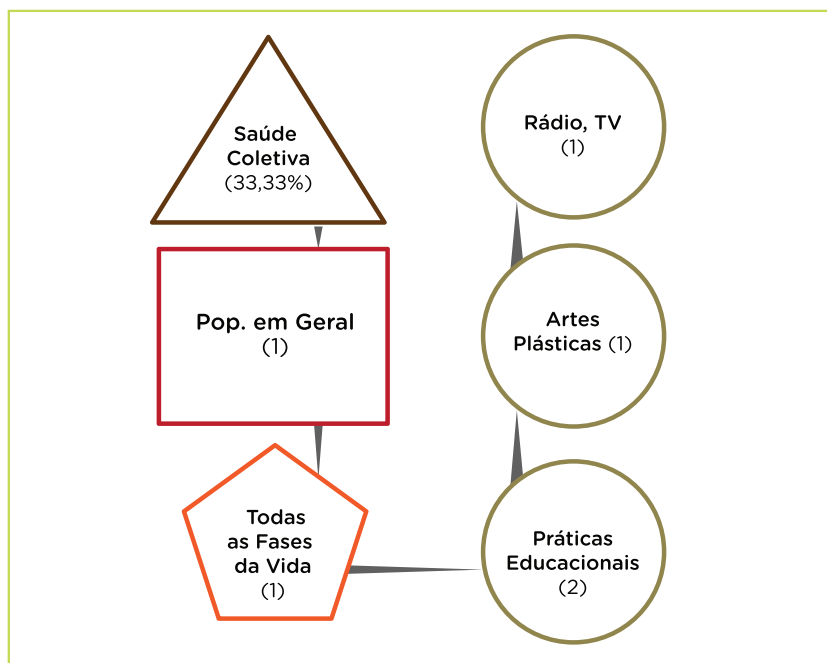 Saúde
Coletiva
(33,33%)
Pop. em Geral
(1)
Todas
as Fases
da Vida
(1)
Práticas
Educacionais
(2)
Artes
Plásticas (1)
Rádio, TV
(1)